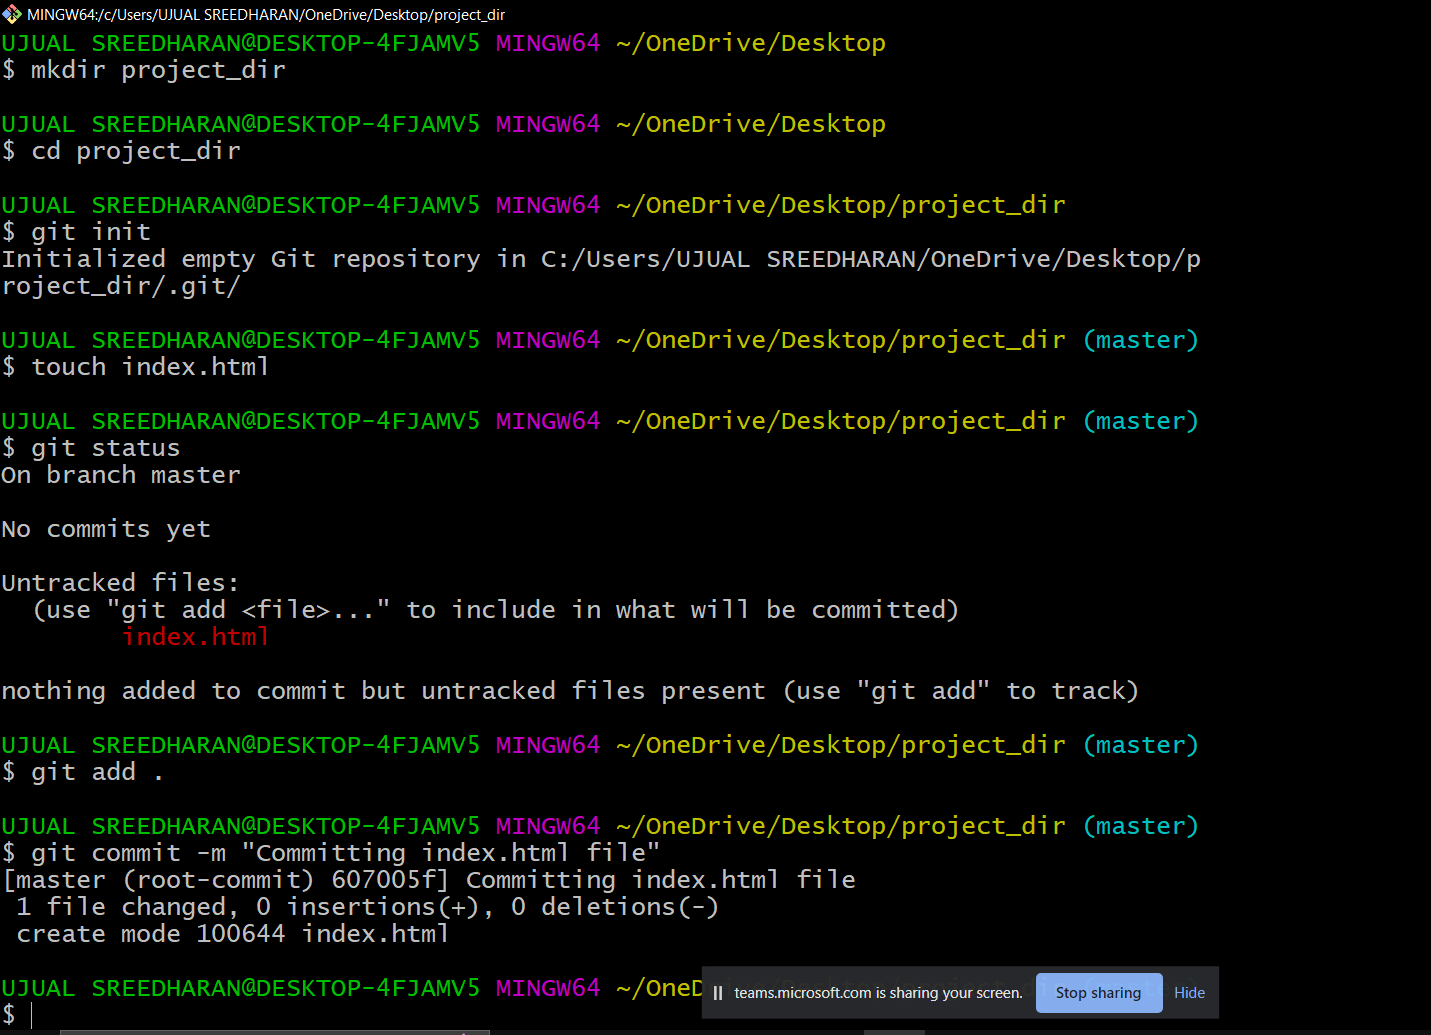 MINGW64:/c/Users/UJUAL SREEDHARAN/OneDrive/Desktop/project_dir
UJUAL SREEDHARAN@DESKTOP-4FJAMV5 MINGW64 ~/OneDrive/Desktop
$ mkdir project_dir
UJUAL SREEDHARAN@DESKTOP-4FJAMV5 MINGW64 ~/OneDrive/Desktop
$ cd project_dir
UJUAL SREEDHARAN@DESKTOP-4FJAMV5 MINGW64 ~/OneDrive/Desktop/project_dir
$ git init
Initialized empty Git repository in C:/Users/UJUAL SREEDHARAN/OneDrive/Desktop/p
roject_dir/.git/
UJUAL SREEDHARAN@DESKTOP-4FJAMV5 MINGW64 ~/OneDrive/Desktop/project_dir (master)
$ touch index.html
UJUAL SREEDHARAN@DESKTOP-4FJAMV5 MINGW64 ~/OneDrive/Desktop/project_dir (master)
$ git status
On branch master
No commits yet
Untracked files:
  (use "git add <file>..." to include in what will be committed)
        index.html
nothing added to commit but untracked files present (use "git add" to track)
UJUAL SREEDHARAN@DESKTOP-4FJAMV5 MINGW64 ~/OneDrive/Desktop/project_dir (master)
$ git add .
UJUAL SREEDHARAN@DESKTOP-4FJAMV5 MINGW64 ~/OneDrive/Desktop/project_dir (master)
$ git commit -m "Committing index.html file"
[master (root-commit) 607005f] Committing index.html file
 1 file changed, 0 insertions(+), 0 deletions(-)
 create mode 100644 index.html
UJUAL SREEDHARAN@DESKTOP-4FJAMV5 MINGW64 ~/OneD
teams.microsoft.com is sharing your screen. Stop sharing Hide
$